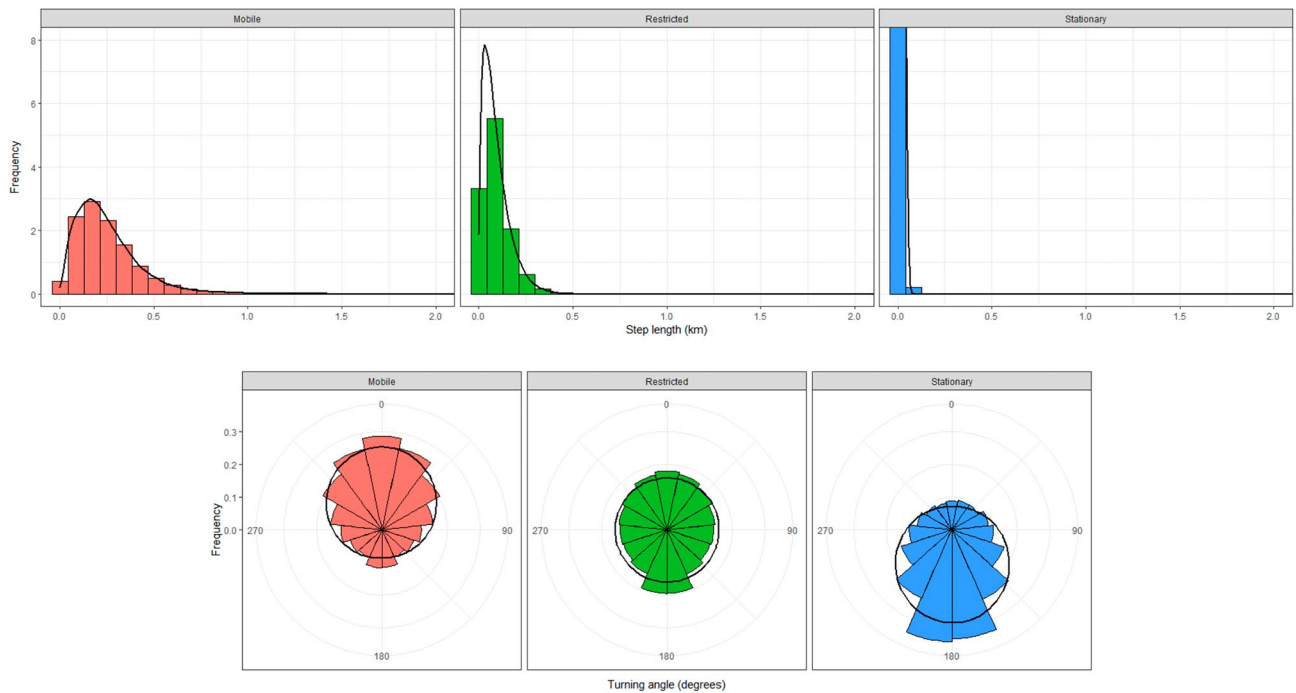 Mobile Restricted Stationary
8
6
4
2
0
Frequency
0.0 0.5 1.0 1.5 2.0 0.0 0.5 1.0 1.5 2.0 0.0 0.5 1.0 1.5 2.0
Step length (km)
Mobile Restricted Stationary
0 0 0
0.3
0.2
0.1
0.0
Frequency
270 90 270 90 270 90
180 180 180
Turning angle (degrees)